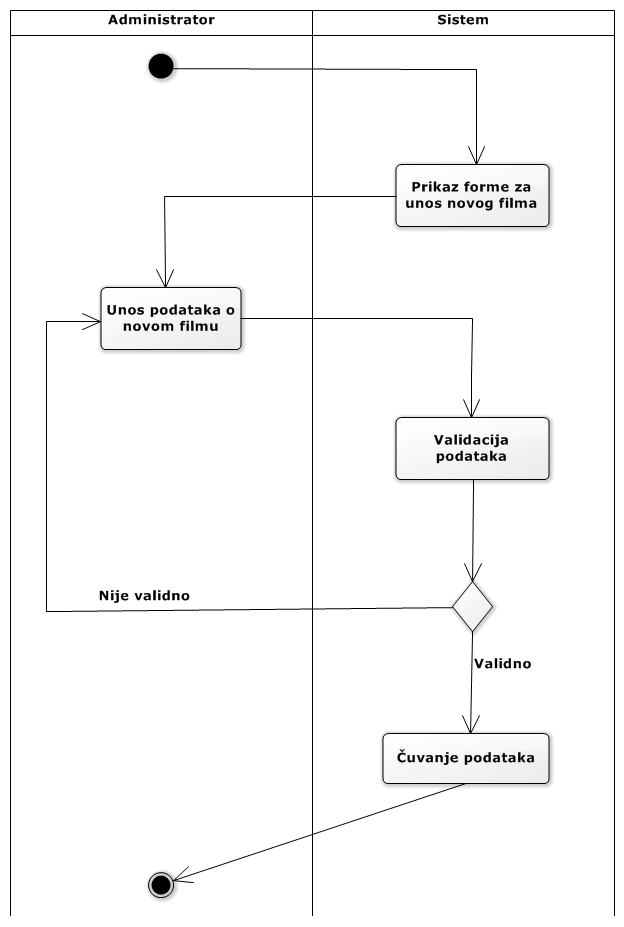 Administrator
Sistem
Prikaz forme za
unos novog filma
Unos podataka o
novom filmu
Validacija
podataka
Nije validno
Validno
Čuvanje podataka